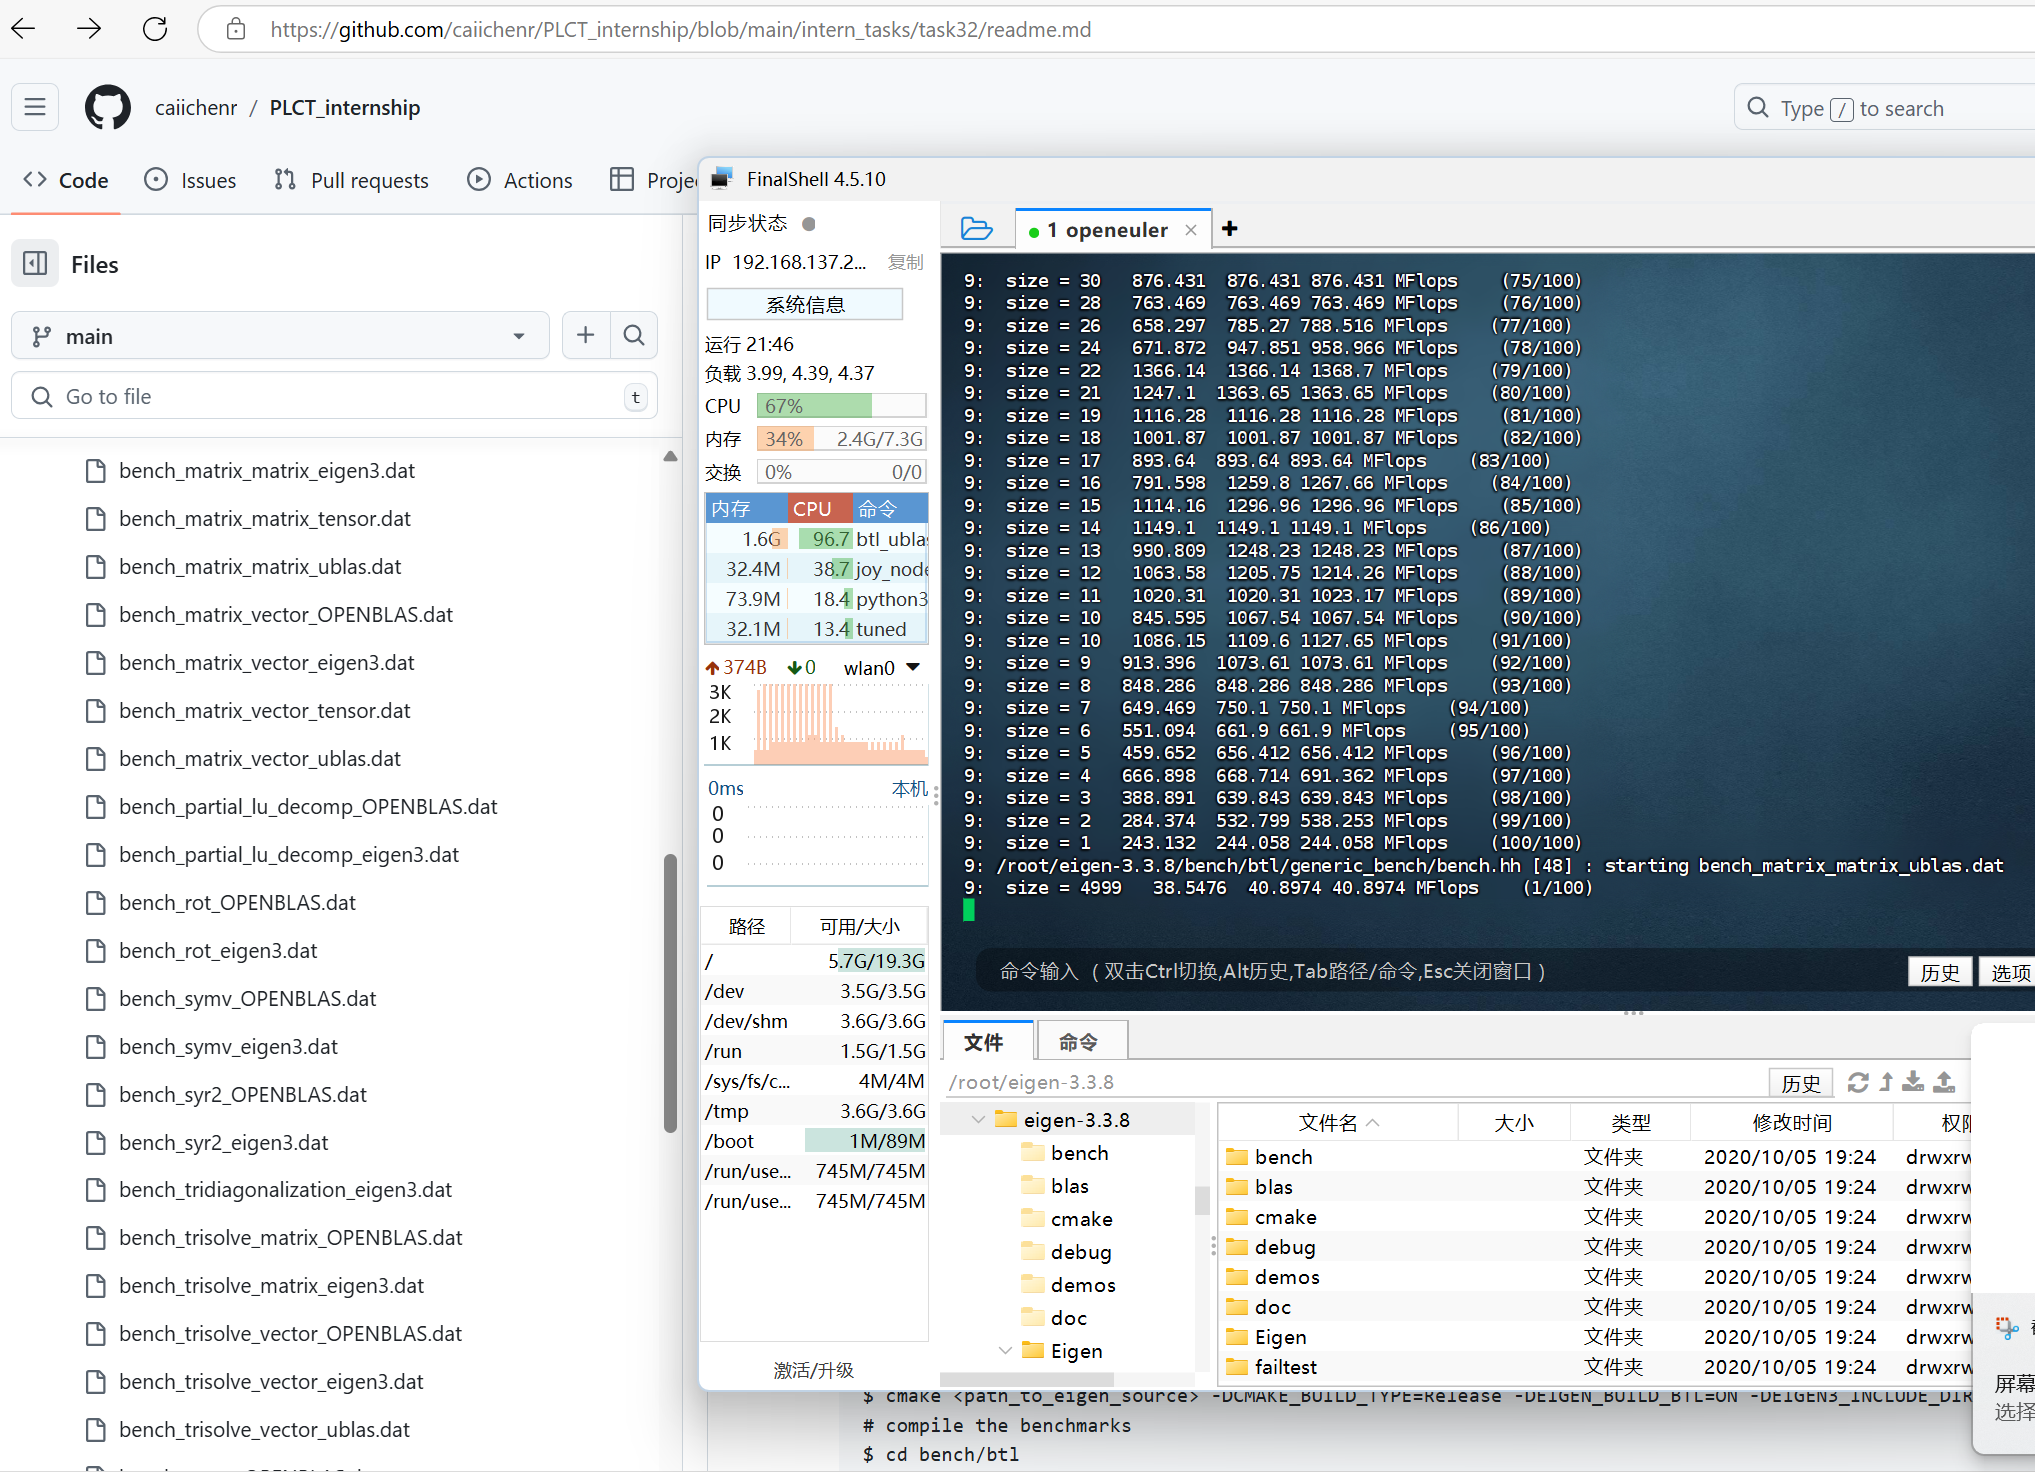 https://github.com/caiichenr/PLCT_internship/blob/main/intern_tasks/task32/readme.md
caiichenr / PLCT_internship
Type / to search
Code
Issues
Pull requests
Actions
Files
main
Go to file
t
bench_matrix_matrix_eigen3.dat
bench_matrix_matrix_tensor.dat
bench_matrix_matrix_ublas.dat
bench_matrix_vector_OPENBLAS.dat
bench_matrix_vector_eigen3.dat
bench_matrix_vector_tensor.dat
bench_matrix_vector_ublas.dat
bench_partial_lu_decomp_OPENBLAS.dat
bench_partial_lu_decomp_eigen3.dat
bench_rot_OPENBLAS.dat
bench_rot_eigen3.dat
bench_symv_OPENBLAS.dat
bench_symv_eigen3.dat
bench_syr2_OPENBLAS.dat
bench_syr2_eigen3.dat
bench_tridiagonalization_eigen3.dat
bench_trisolve_matrix_OPENBLAS.dat
bench_trisolve_matrix_eigen3.dat
bench_trisolve_vector_OPENBLAS.dat
bench_trisolve_vector_eigen3.dat
bench_trisolve_vector_ublas.dat
FinalShell 4.5.10
同步状态
IP 192.168.137.2... 复制
系统信息
运行 21:46
负载 3.99, 4.39, 4.37
CPU 67%
内存 34% 2.4G/7.3G
交换 0% 0/0
内存 CPU 命令
1.6G 96.7 btl_ubla
32.4M 38.7 joy_node
73.9M 18.4 python3
32.1M 13.4 tuned
374B 0 wlan0
3K
2K
1K
0ms 本机
0
0
0
路径 可用/大小
/ 5.7G/19.3G
/dev 3.5G/3.5G
/dev/shm 3.6G/3.6G
/run 1.5G/1.5G
/sys/fs/c... 4M/4M
/tmp 3.6G/3.6G
/boot 1M/89M
/run/use... 745M/745M
/run/use... 745M/745M
激活/升级
1 openeuler × +
9: size = 30 876.431 876.431 876.431 MFlops (75/100)
9: size = 28 763.469 763.469 763.469 MFlops (76/100)
9: size = 26 658.297 785.27 788.516 MFlops (77/100)
9: size = 24 671.872 947.851 958.966 MFlops (78/100)
9: size = 22 1366.14 1366.14 1368.7 MFlops (79/100)
9: size = 21 1247.1 1363.65 1363.65 MFlops (80/100)
9: size = 19 1116.28 1116.28 1116.28 MFlops (81/100)
9: size = 18 1001.87 1001.87 1001.87 MFlops (82/100)
9: size = 17 893.64 893.64 893.64 MFlops (83/100)
9: size = 16 791.598 1259.8 1267.66 MFlops (84/100)
9: size = 15 1114.16 1296.96 1296.96 MFlops (85/100)
9: size = 14 1149.1 1149.1 1149.1 MFlops (86/100)
9: size = 13 990.809 1248.23 1248.23 MFlops (87/100)
9: size = 12 1063.58 1205.75 1214.26 MFlops (88/100)
9: size = 11 1020.31 1020.31 1023.17 MFlops (89/100)
9: size = 10 845.595 1067.54 1067.54 MFlops (90/100)
9: size = 10 1086.15 1109.6 1127.65 MFlops (91/100)
9: size = 9 913.396 1073.61 1073.61 MFlops (92/100)
9: size = 8 848.286 848.286 848.286 MFlops (93/100)
9: size = 7 649.469 750.1 750.1 MFlops (94/100)
9: size = 6 551.094 661.9 661.9 MFlops (95/100)
9: size = 5 459.652 656.412 656.412 MFlops (96/100)
9: size = 4 666.898 668.714 691.362 MFlops (97/100)
9: size = 3 388.891 639.843 639.843 MFlops (98/100)
9: size = 2 284.374 532.799 538.253 MFlops (99/100)
9: size = 1 243.132 244.058 244.058 MFlops (100/100)
9: /root/eigen-3.3.8/bench/btl/generic_bench/bench.hh [48] : starting bench_matrix_matrix_ublas.dat
9: size = 4999 38.5476 40.8974 40.8974 MFlops (1/100)
命令输入 (双击Ctrl切换,Alt历史,Tab路径/命令,Esc关闭窗口)
历史 选项
文件 命令
/root/eigen-3.3.8
历史
eigen-3.3.8
bench
blas
cmake
debug
demos
doc
Eigen
文件名 大小 类型 修改时间 权限
bench 文件夹 2020/10/05 19:24 drwxrw
blas 文件夹 2020/10/05 19:24 drwxrw
cmake 文件夹 2020/10/05 19:24 drwxrw
debug 文件夹 2020/10/05 19:24 drwxrw
demos 文件夹 2020/10/05 19:24 drwxrw
doc 文件夹 2020/10/05 19:24 drwxrw
Eigen 文件夹 2020/10/05 19:24 drwxrw
failtest 文件夹 2020/10/05 19:24 drwxrw
屏幕
选择
$ cmake <path_to_eigen_source> -DCMAKE_BUILD_TYPE=Release -DEIGEN_BUILD_BTL=ON -DEIGEN3_INCLUDE_DIR
# compile the benchmarks
$ cd bench/btl